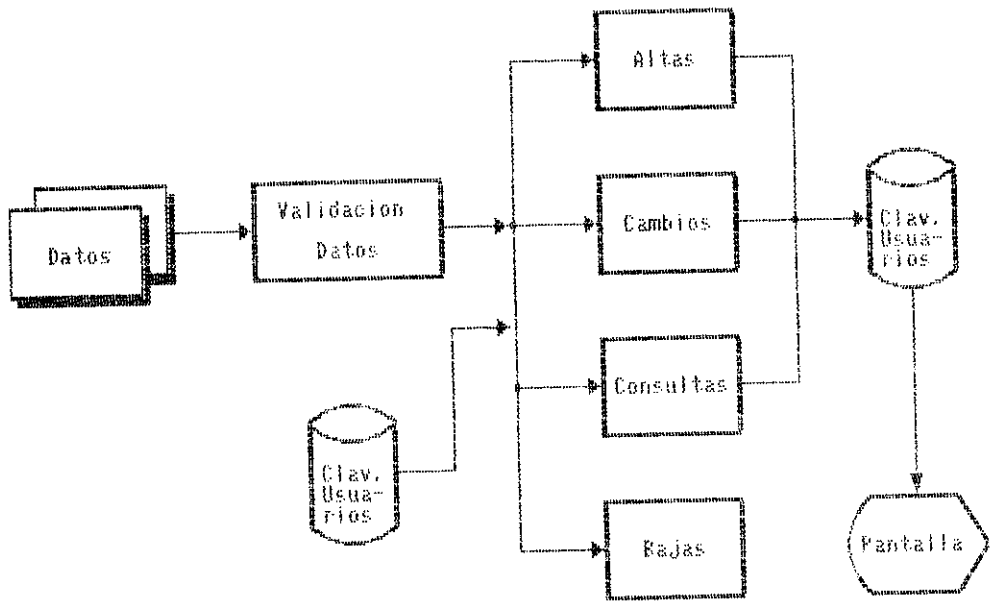 Altas
Datos
Validacion
Datos
Cambios
Clav.
Usua-
rios
Consultas
Clav.
Usua-
rios
Bajas
Pantalla